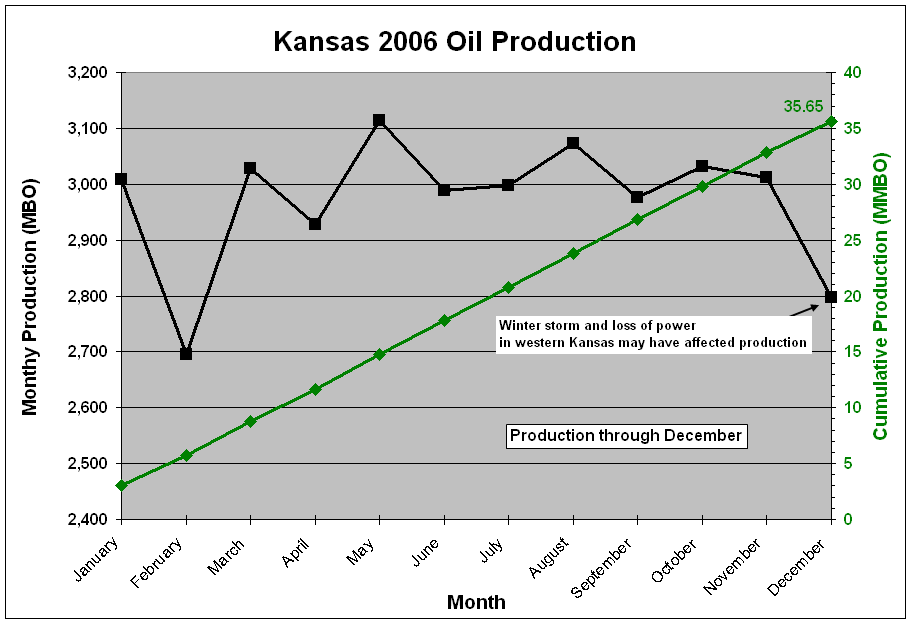 Kansas 2006 Oil Production
3,200
3,100
3,000
2,900
2,800
2,700
2,600
2,500
2,400
Monthy Production (MBO)
40
35
30
25
20
15
10
5
0
Cumulative Production (MMBO)
35.65
Winter storm and loss of power
in western Kansas may have affected production
Production through December
January
February
March
April
May
June
July
August
September
October
November
December
Month